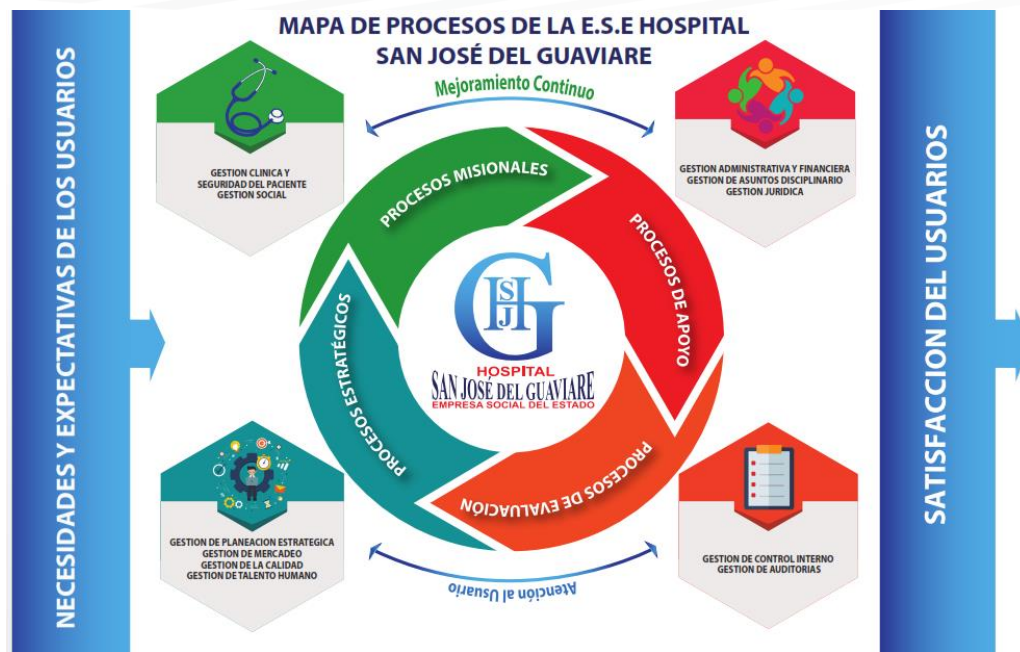 MAPA DE PROCESOS DE LA E.S.E HOSPITAL
SAN JOSÉ DEL GUAVIARE
NECESIDADES Y EXPECTATIVAS DE LOS USUARIOS
Mejoramiento Continuo
GESTION CLINICA Y
SEGURIDAD DEL PACIENTE
GESTION SOCIAL
GESTION ADMINISTRATIVA Y FINANCIERA
GESTION DE ASUNTOS DISCIPLINARIO
GESTION JURIDICA
PROCESOS MISIONALES
PROCESOS DE APOYO
PROCESOS ESTRATÉGICOS
PROCESOS DE EVALUACIÓN
G
HSJ
HOSPITAL
SAN JOSÉ DEL GUAVIARE
EMPRESA SOCIAL DEL ESTADO
GESTION DE PLANEACION ESTRATEGICA
GESTION DE MERCADEO
GESTION DE LA CALIDAD
GESTION DE TALENTO HUMANO
GESTION DE CONTROL INTERNO
GESTION DE AUDITORIAS
Atención al Usuario
SATISFACCION DEL USUARIOS